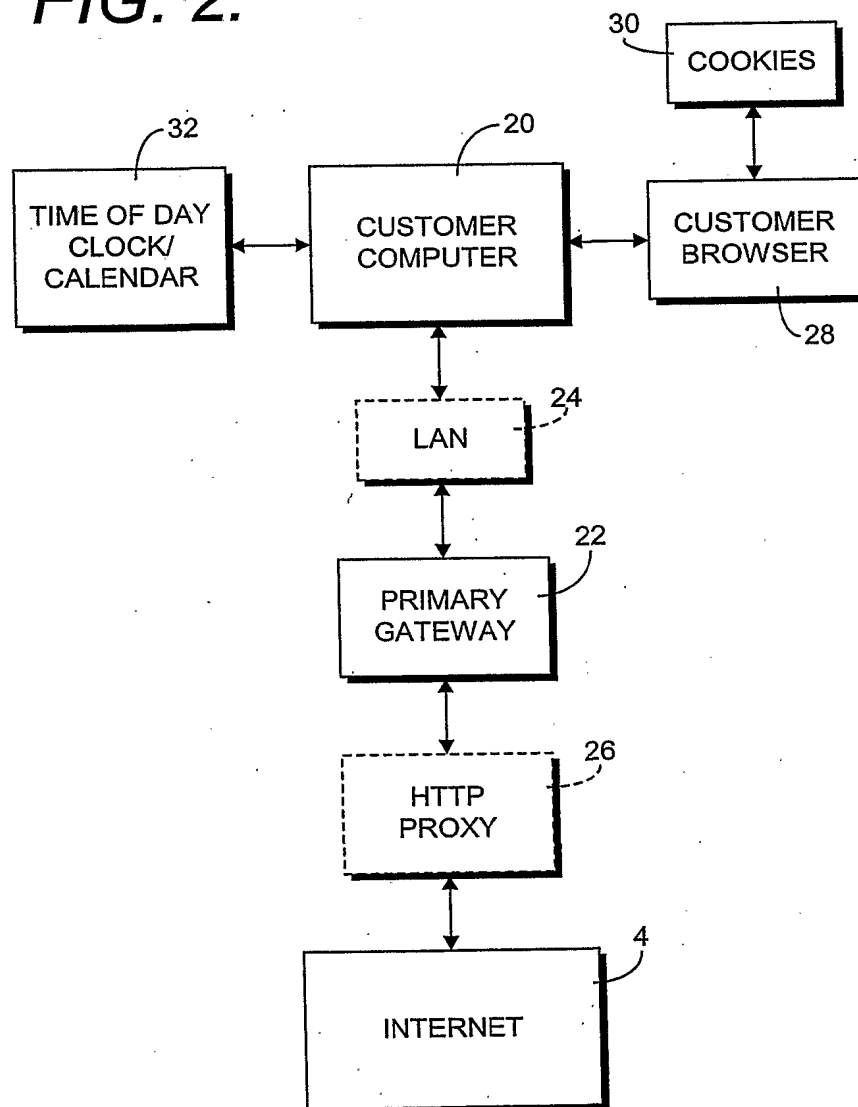 FIG. 2.
30
COOKIES
32
20
TIME OF DAY
CLOCK/
CALENDAR
CUSTOMER
COMPUTER
CUSTOMER
BROWSER
28
24
LAN
22
PRIMARY
GATEWAY
26
HTTP
PROXY
4
INTERNET